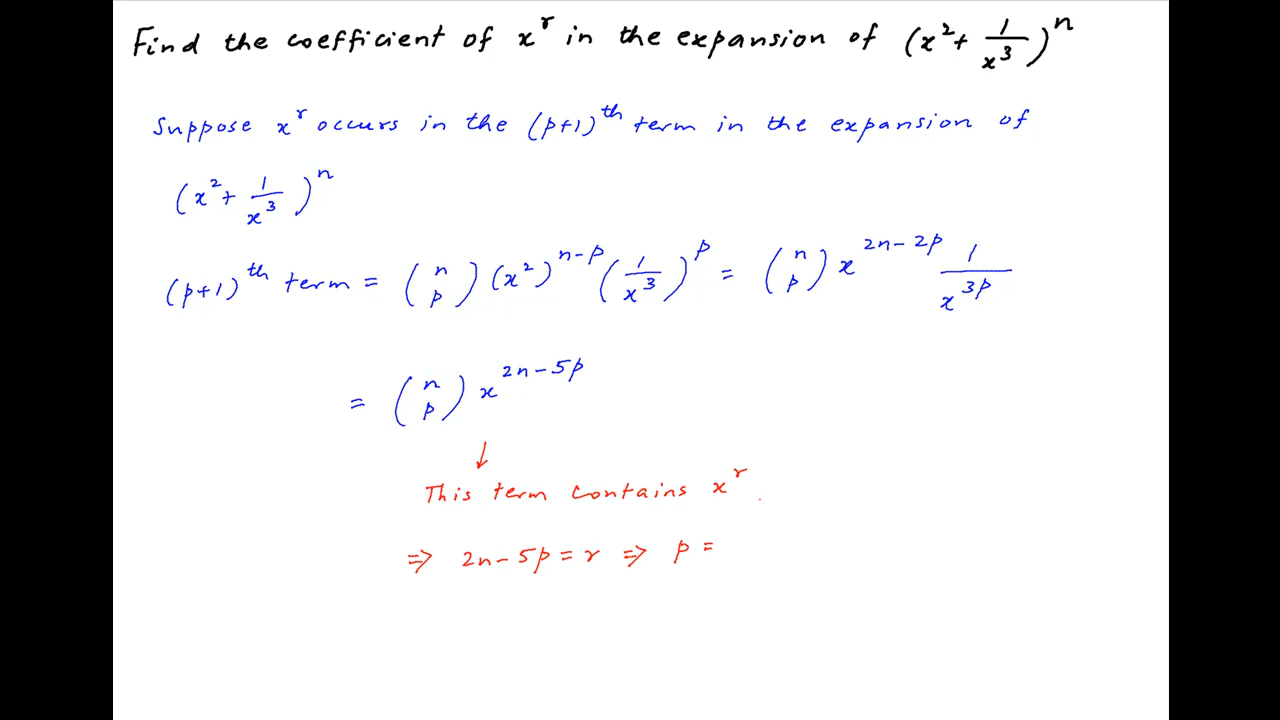 Find the coefficient of x^r in the expansion of (x^2 + 1/x^3)^n
Suppose x^r occurs in the (p+1)^th term in the expansion of
(x^2 + 1/x^3)^n
(p+1)^th term = (n p) (x^2)^{n-p} (1/x^3)^p = (n p) x^{2n-2p} 1/x^{3p}
= (n p) x^{2n-5p}
↓
This term contains x^r.
⇒ 2n-5p = r ⇒ p =